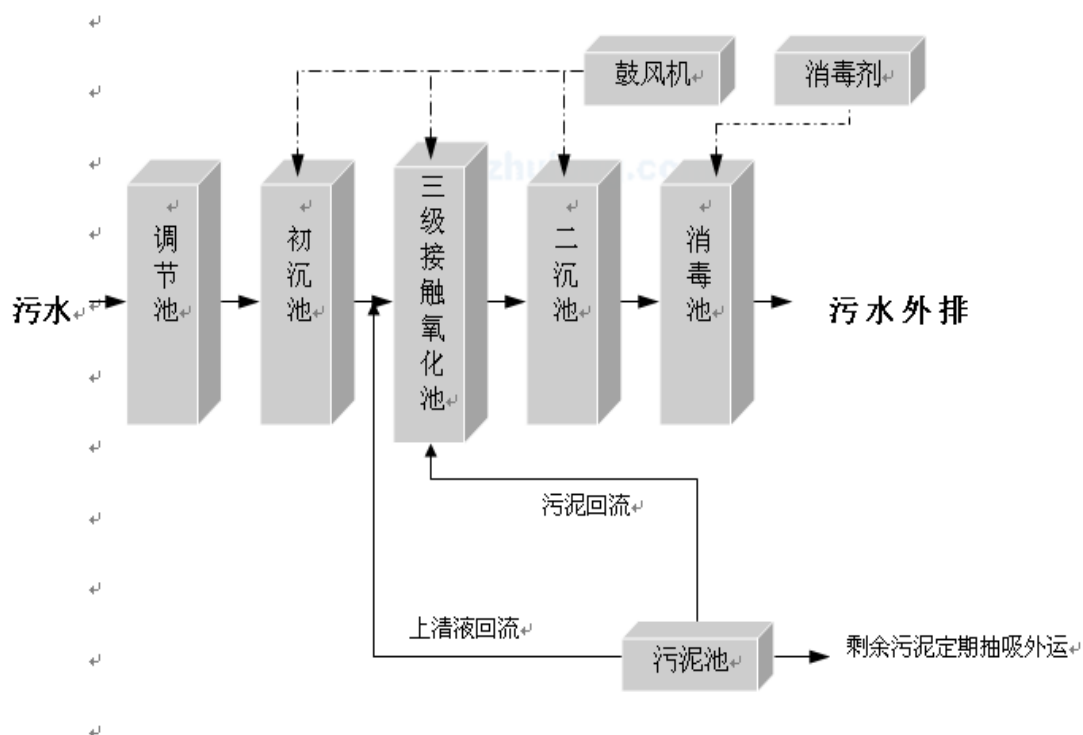 鼓风机
消毒剂
污水
调节池
初沉池
三级接触氧化池
二沉池
消毒池
污水外排
污泥回流
上清液回流
污泥池
剩余污泥定期抽吸外运